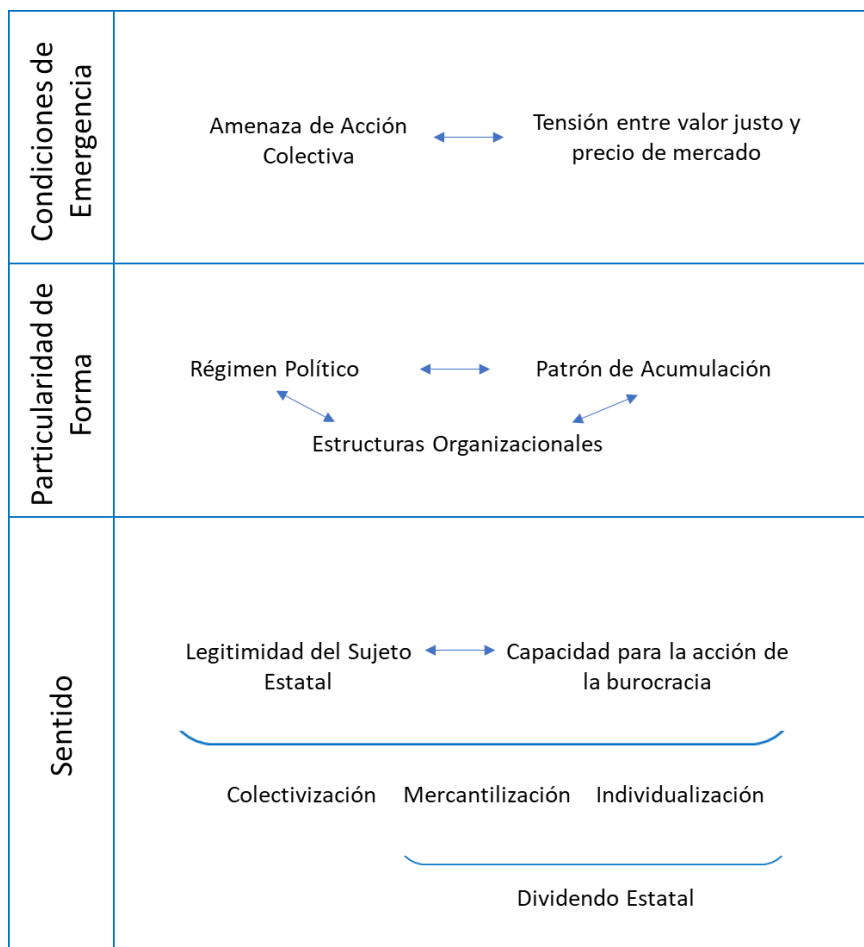 Condiciones de
Emergencia
Amenaza de Acción
Colectiva
Tensión entre valor justo y
precio de mercado
Particularidad de
Forma
Régimen Político
Patrón de Acumulación
Estructuras Organizacionales
Sentido
Legitimidad del Sujeto
Estatal
Capacidad para la acción de
la burocracia
Colectivización
Mercantilización
Individualización
Dividendo Estatal